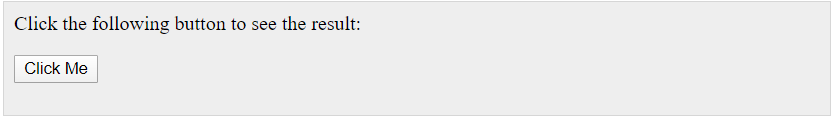 Click the following button to see the result:
Click Me